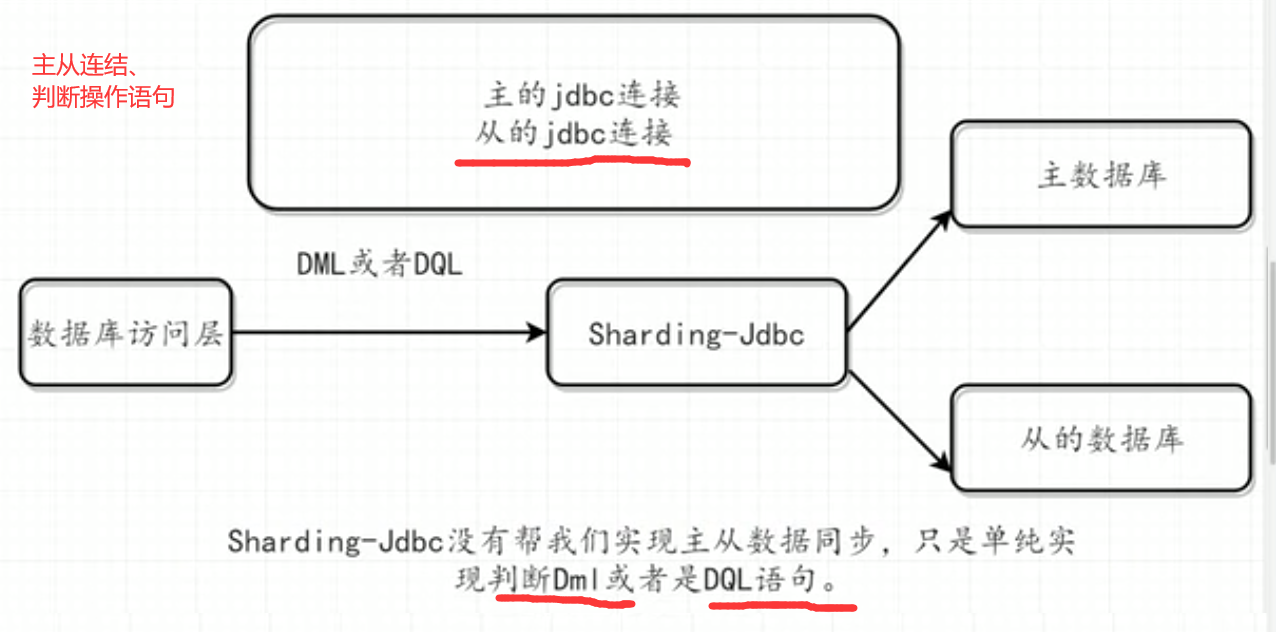 主从连结、
判断操作语句
主的jdbc连接
从的jdbc连接
主数据库
DML或者DQL
数据库访问层
Sharding-Jdbc
从的数据库
Sharding-Jdbc没有帮我们实现主从数据同步，只是单纯实
现判断Dml或者是DQL语句。